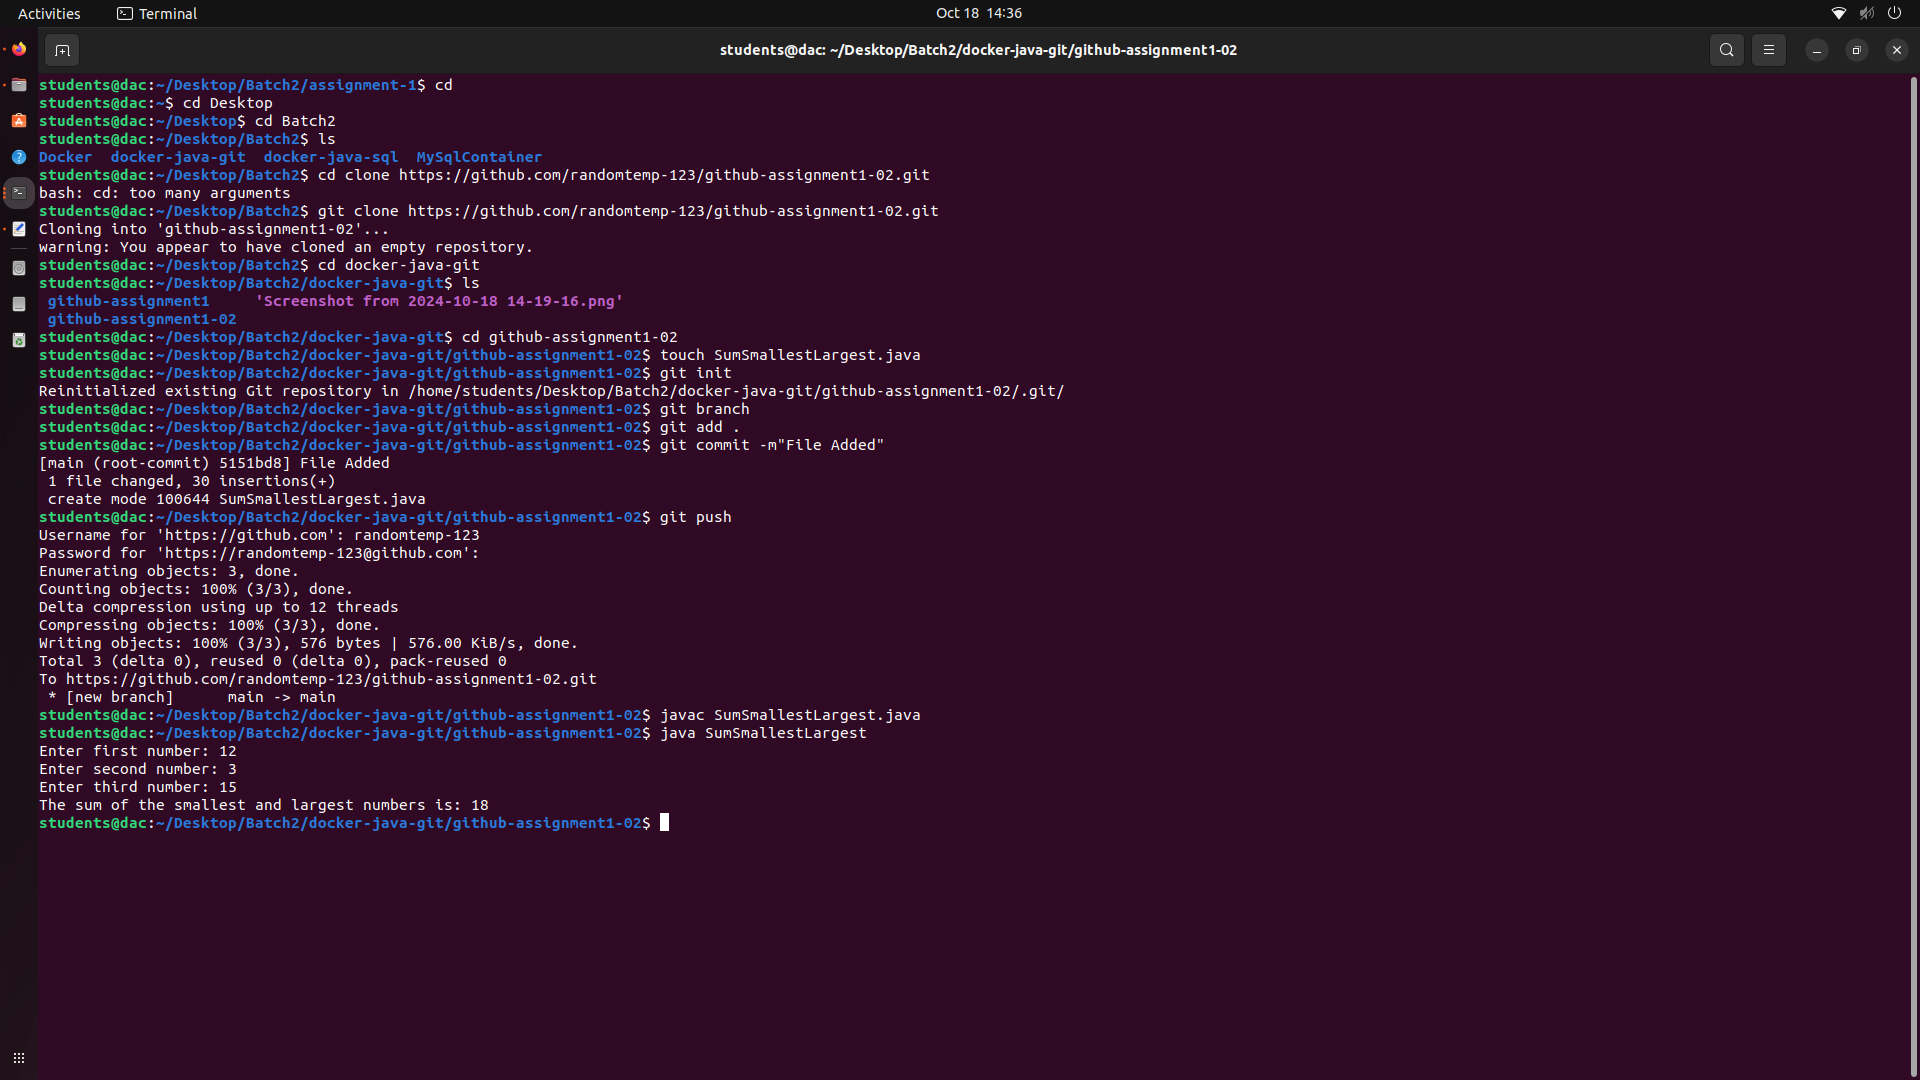 Activities
Terminal
Oct 18 14:36
students@dac: ~/Desktop/Batch2/docker-java-git/github-assignment1-02
students@dac:~/Desktop/Batch2/assignment-1$ cd
students@dac:~$ cd Desktop
students@dac:~/Desktop$ cd Batch2
students@dac:~/Desktop/Batch2$ ls
Docker  docker-java-git  docker-java-sql  MySqlContainer
students@dac:~/Desktop/Batch2$ cd clone https://github.com/randomtemp-123/github-assignment1-02.git
bash: cd: too many arguments
students@dac:~/Desktop/Batch2$ git clone https://github.com/randomtemp-123/github-assignment1-02.git
Cloning into 'github-assignment1-02'...
warning: You appear to have cloned an empty repository.
students@dac:~/Desktop/Batch2$ cd docker-java-git
students@dac:~/Desktop/Batch2/docker-java-git$ ls
github-assignment1     'Screenshot from 2024-10-18 14-19-16.png'
github-assignment1-02
students@dac:~/Desktop/Batch2/docker-java-git$ cd github-assignment1-02
students@dac:~/Desktop/Batch2/docker-java-git/github-assignment1-02$ touch SumSmallestLargest.java
students@dac:~/Desktop/Batch2/docker-java-git/github-assignment1-02$ git init
Reinitialized existing Git repository in /home/students/Desktop/Batch2/docker-java-git/github-assignment1-02/.git/
students@dac:~/Desktop/Batch2/docker-java-git/github-assignment1-02$ git branch
students@dac:~/Desktop/Batch2/docker-java-git/github-assignment1-02$ git add .
students@dac:~/Desktop/Batch2/docker-java-git/github-assignment1-02$ git commit -m"File Added"
[main (root-commit) 5151bd8] File Added
 1 file changed, 30 insertions(+)
 create mode 100644 SumSmallestLargest.java
students@dac:~/Desktop/Batch2/docker-java-git/github-assignment1-02$ git push
Username for 'https://github.com': randomtemp-123
Password for 'https://randomtemp-123@github.com':
Enumerating objects: 3, done.
Counting objects: 100% (3/3), done.
Delta compression using up to 12 threads
Compressing objects: 100% (3/3), done.
Writing objects: 100% (3/3), 576 bytes | 576.00 KiB/s, done.
Total 3 (delta 0), reused 0 (delta 0), pack-reused 0
To https://github.com/randomtemp-123/github-assignment1-02.git
 * [new branch]      main -> main
students@dac:~/Desktop/Batch2/docker-java-git/github-assignment1-02$ javac SumSmallestLargest.java
students@dac:~/Desktop/Batch2/docker-java-git/github-assignment1-02$ java SumSmallestLargest
Enter first number: 12
Enter second number: 3
Enter third number: 15
The sum of the smallest and largest numbers is: 18
students@dac:~/Desktop/Batch2/docker-java-git/github-assignment1-02$